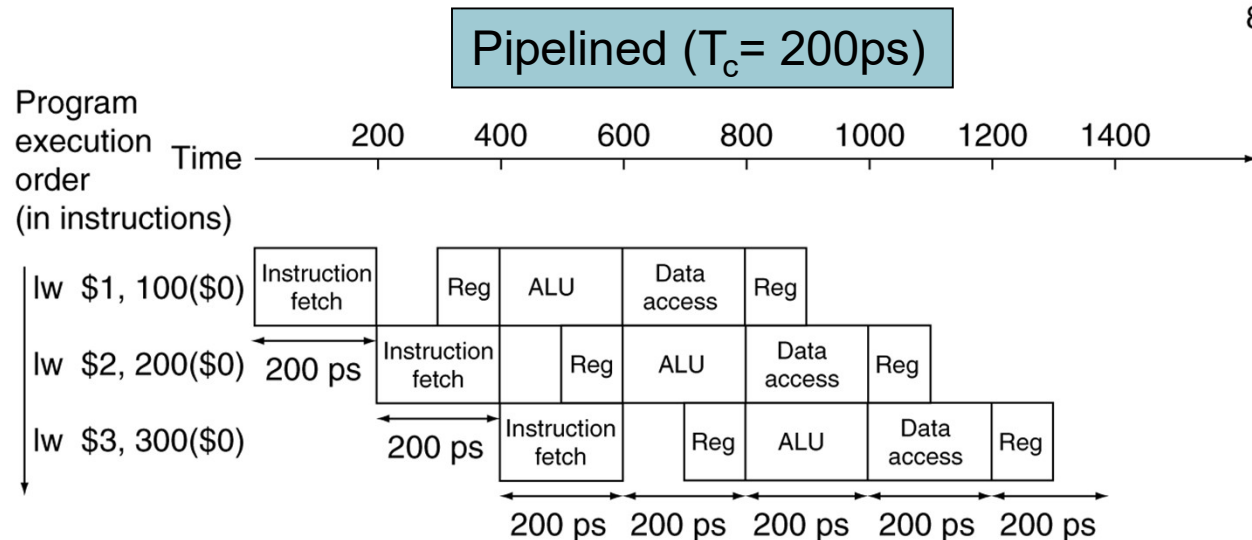 8
Pipelined (Tc= 200ps)
Program
execution
order
(in instructions)
Time
200 400 600 800 1000 1200 1400
lw $1, 100($0)
Instruction
fetch
Reg
ALU
Data
access
Reg
lw $2, 200($0)
200 ps
Instruction
fetch
Reg
ALU
Data
access
Reg
lw $3, 300($0)
200 ps
Instruction
fetch
Reg
ALU
Data
access
Reg
200 ps 200 ps 200 ps 200 ps 200 ps